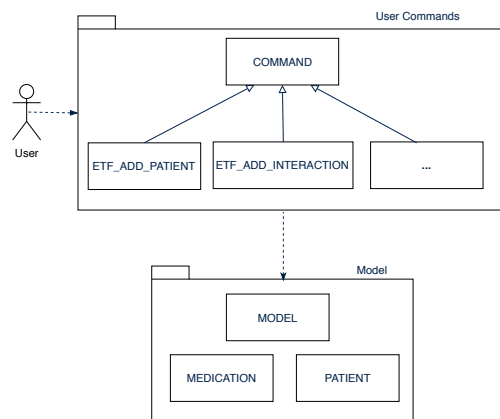 User Commands
COMMAND
User
ETF_ADD_PATIENT
ETF_ADD_INTERACTION
...
Model
MODEL
MEDICATION
PATIENT